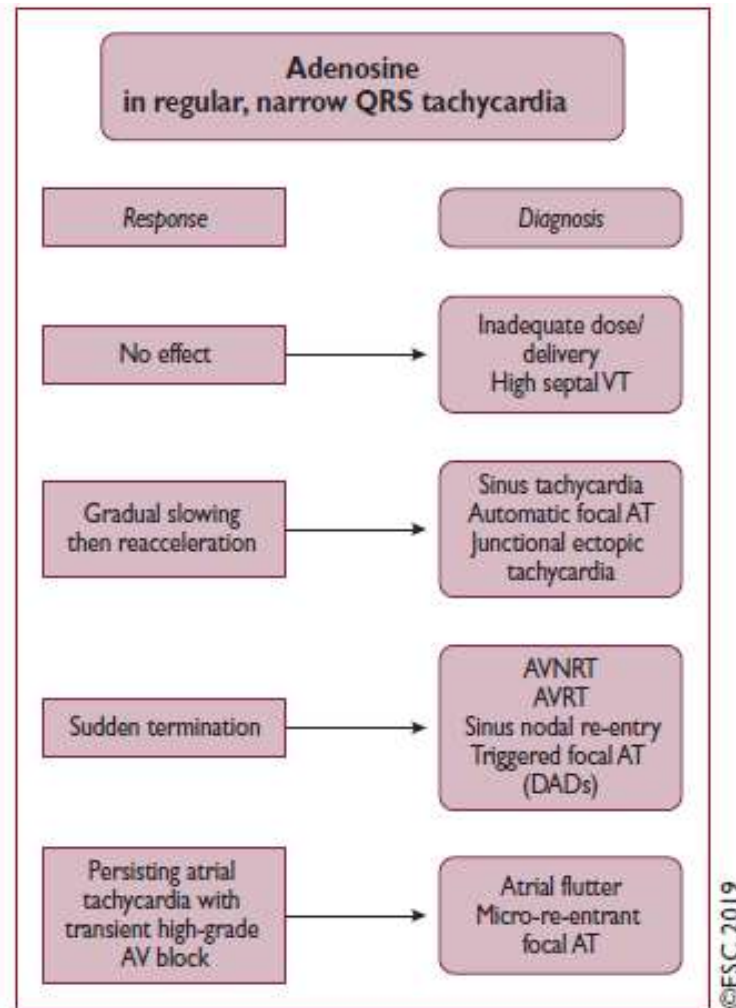 Adenosine
in regular, narrow QRS tachycardia
Response
Diagnosis
No effect
Inadequate dose/
delivery
High septal VT
Gradual slowing
then reacceleration
Sinus tachycardia
Automatic focal AT
Junctional ectopic
tachycardia
Sudden termination
AVNRT
AVRT
Sinus nodal re-entry
Triggered focal AT
(DADs)
Persisting atrial
tachycardia with
transient high-grade
AV block
Atrial flutter
Micro-re-entrant
focal AT
©ESC 2019